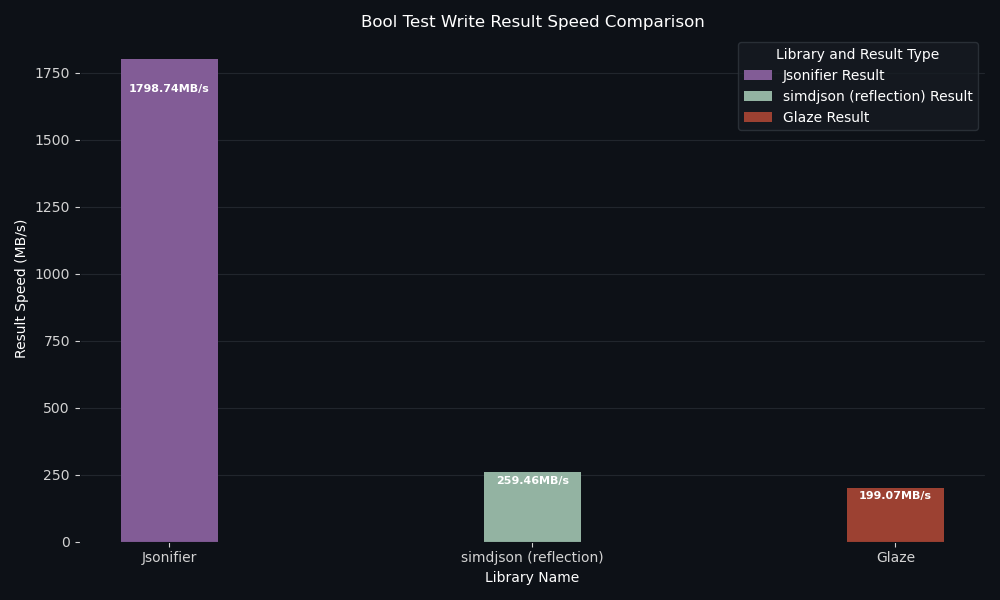 Bool Test Write Result Speed Comparison
Library and Result Type
Jsonifier Result
simdjson (reflection) Result
Glaze Result
Result Speed (MB/s)
1750
1500
1250
1000
750
500
250
0
1798.74MB/s
259.46MB/s
199.07MB/s
Jsonifier
simdjson (reflection)
Glaze
Library Name